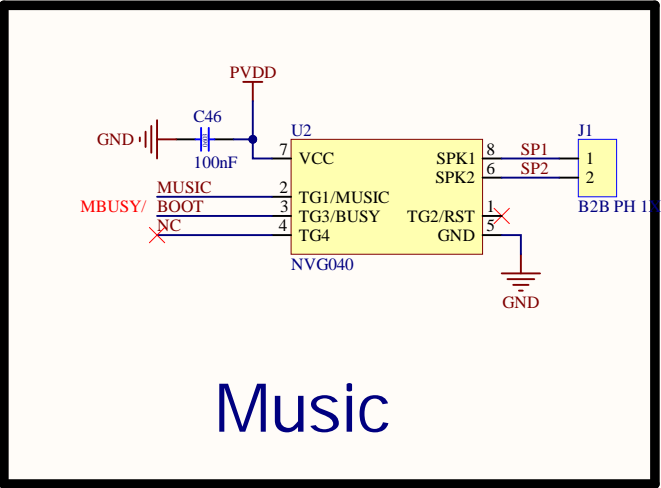 PVDD
C46
GND
100nF
U2
7 VCC
MUSIC 2 TG1/MUSIC
MBUSY/ BOOT 3 TG3/BUSY
NC 4 TG4
SPK1 8 SP1
SPK2 6 SP2
TG2/RST 1
GND 5
NVG040
GND
J1
1
2
B2B PH 1
Music